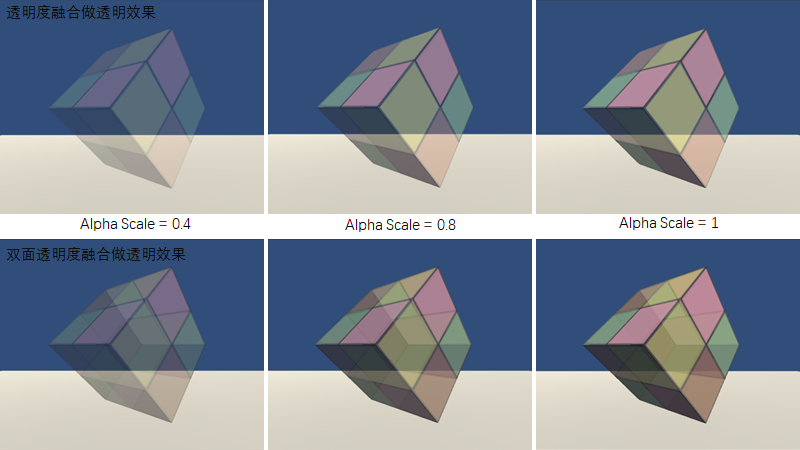 透明度融合做透明效果
Alpha Scale = 0.4
Alpha Scale = 0.8
Alpha Scale = 1
双面透明度融合做透明效果